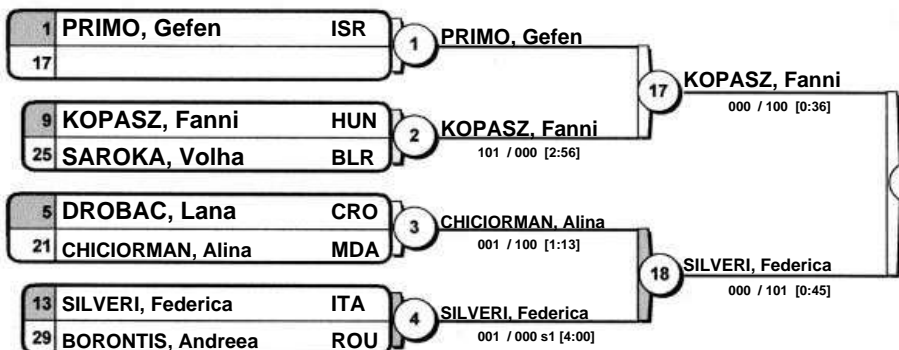 1 PRIMO, Gefen ISR
17
1 PRIMO, Gefen
9 KOPASZ, Fanni HUN
25 SAROKA, Volha BLR
2 KOPASZ, Fanni
101 / 000 [2:56]
17 KOPASZ, Fanni
000 / 100 [0:36]
5 DROBAC, Lana CRO
21 CHICIORMAN, Alina MDA
3 CHICIORMAN, Alina
001 / 100 [1:13]
13 SILVERI, Federica ITA
29 BORONTIS, Andreea ROU
4 SILVERI, Federica
001 / 000 s1 [4:00]
18 SILVERI, Federica
000 / 101 [0:45]